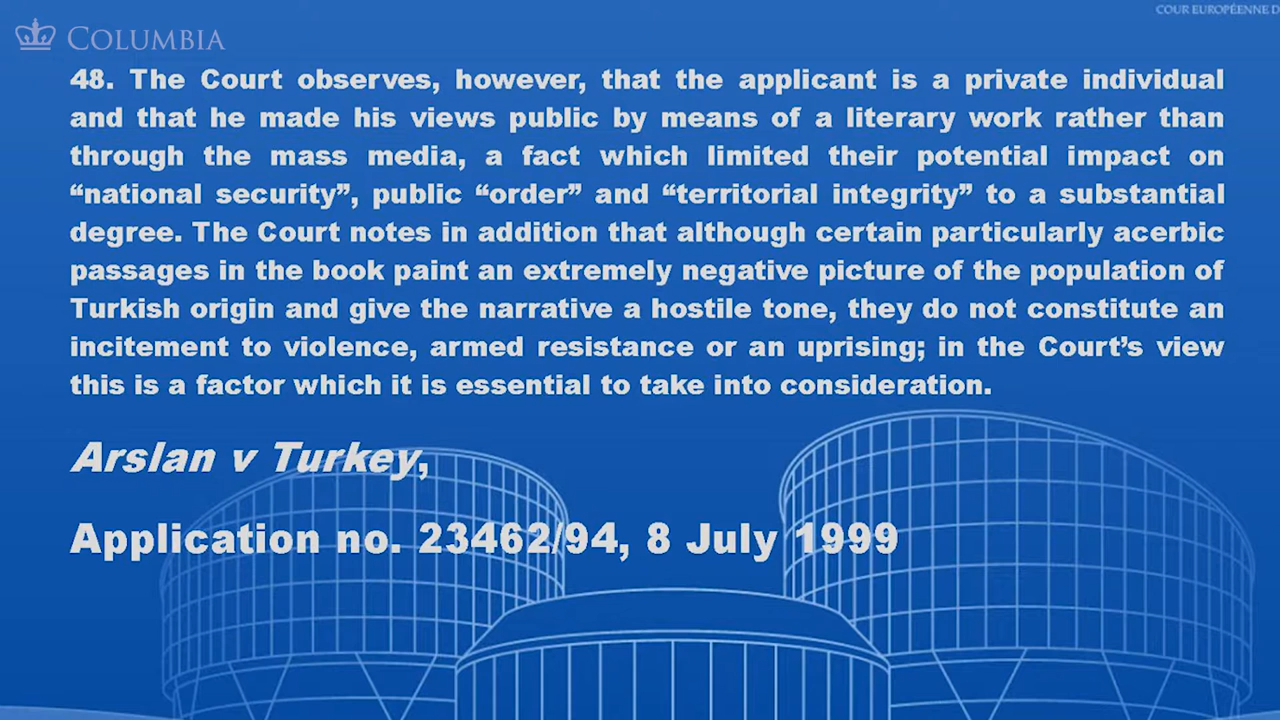 COUR EUROPÉENNE D
COLUMBIA
48. The Court observes, however, that the applicant is a private individual
and that he made his views public by means of a literary work rather than
through the mass media, a fact which limited their potential impact on
“national security”, public “order” and “territorial integrity” to a substantial
degree. The Court notes in addition that although certain particularly acerbic
passages in the book paint an extremely negative picture of the population of
Turkish origin and give the narrative a hostile tone, they do not constitute an
incitement to violence, armed resistance or an uprising; in the Court’s view
this is a factor which it is essential to take into consideration.
Arslan v Turkey,
Application no. 23462/94, 8 July 1999